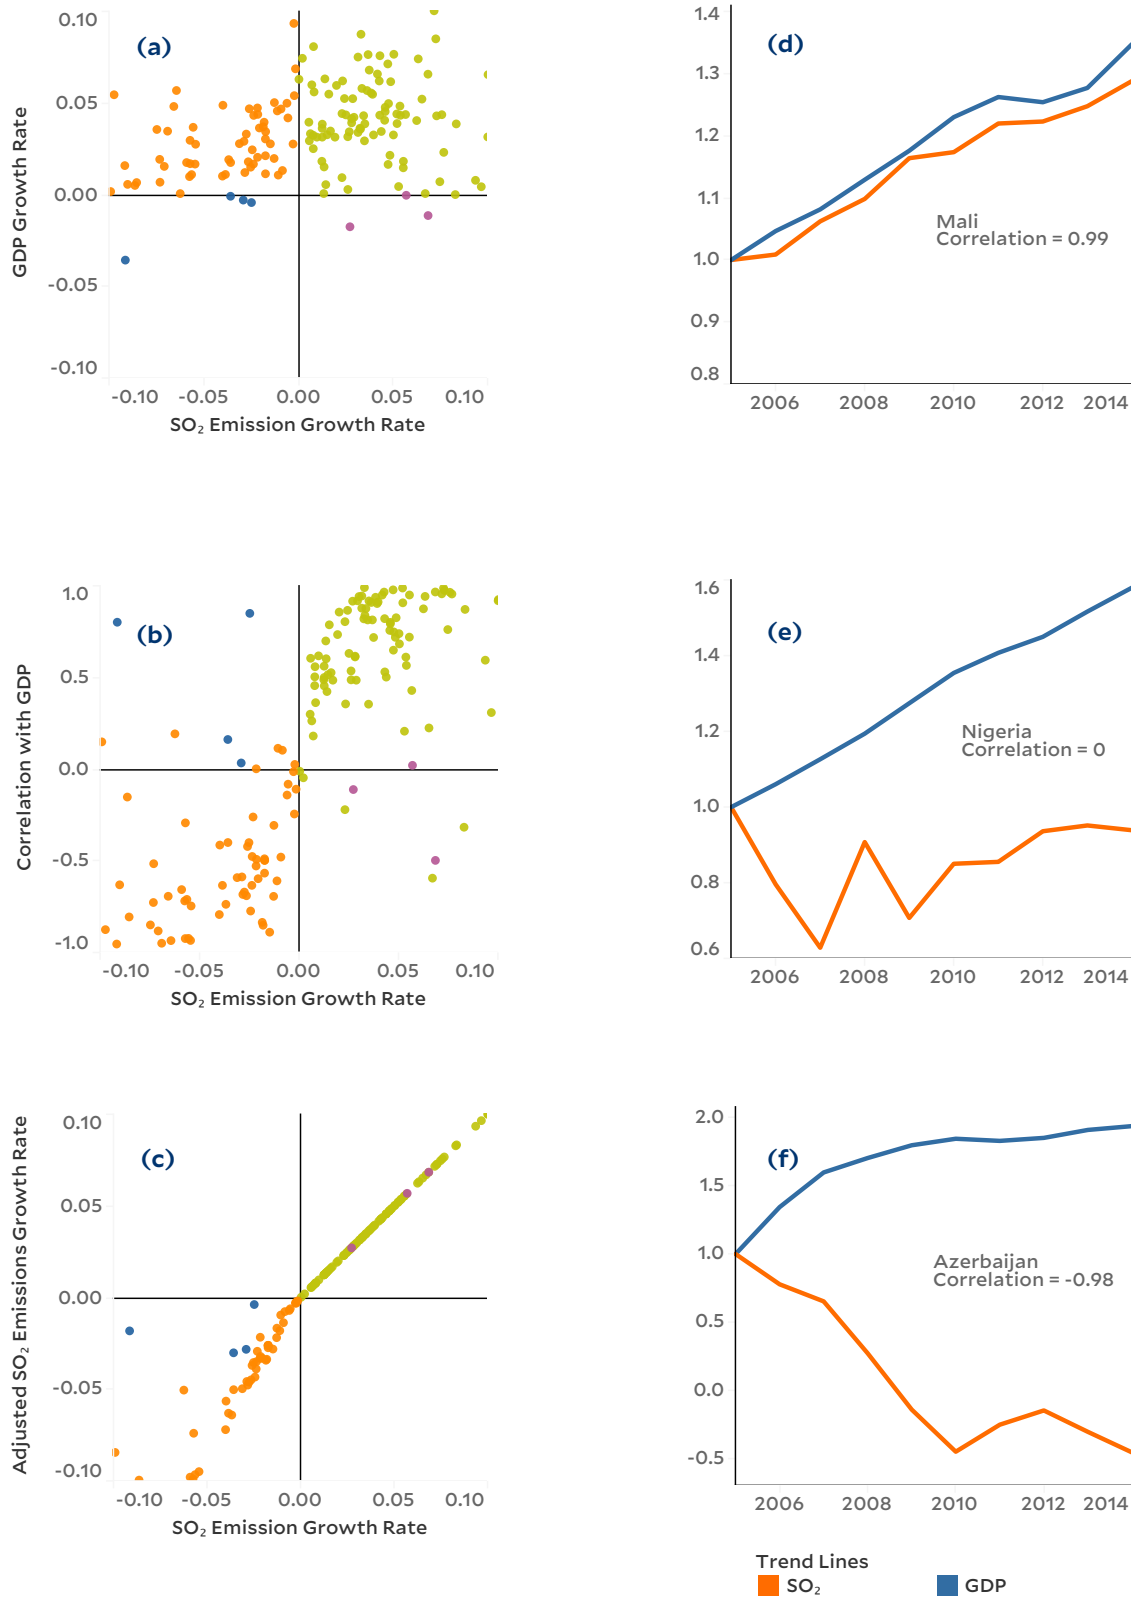 (a)
GDP Growth Rate
0.10
0.05
0.00
-0.05
-0.10
-0.10 -0.05 0.00 0.05 0.10
SO₂ Emission Growth Rate
(d)
1.4
1.3
1.2
1.1
1.0
0.9
0.8
Mali
Correlation = 0.99
2006 2008 2010 2012 2014
(b)
Correlation with GDP
1.0
0.5
0.0
-0.5
-1.0
-0.10 -0.05 0.00 0.05 0.10
SO₂ Emission Growth Rate
(e)
1.6
1.4
1.2
1.0
0.8
0.6
Nigeria
Correlation = 0
2006 2008 2010 2012 2014
(c)
Adjusted SO₂ Emissions Growth Rate
0.10
0.05
0.00
-0.05
-0.10
-0.10 -0.05 0.00 0.05 0.10
SO₂ Emission Growth Rate
(f)
2.0
1.5
1.0
0.5
0.0
-0.5
Azerbaijan
Correlation = -0.98
2006 2008 2010 2012 2014
Trend Lines
SO₂ GDP